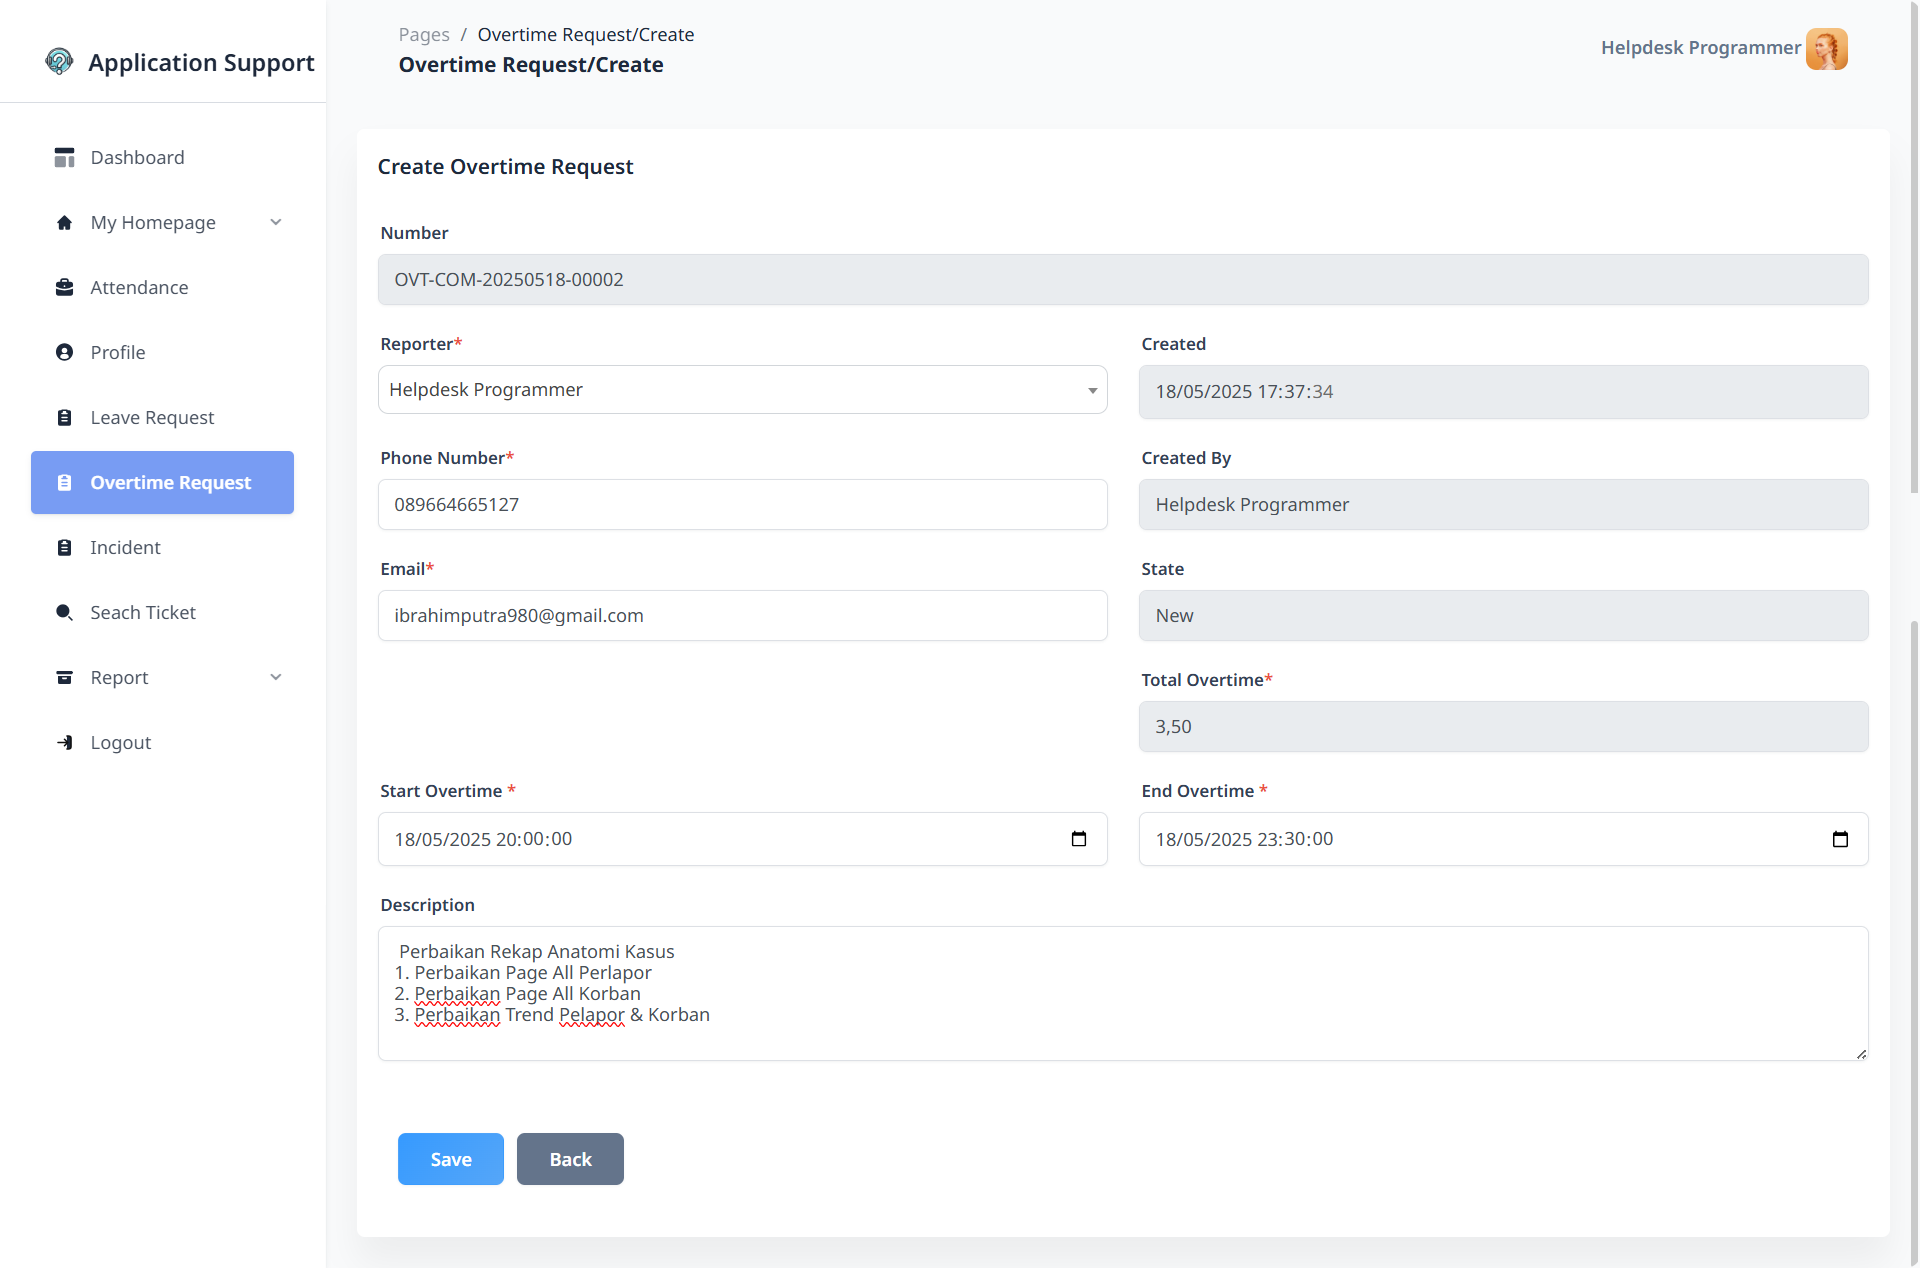 Application Support
Dashboard
My Homepage
Attendance
Profile
Leave Request
Overtime Request
Incident
Seach Ticket
Report
Logout
Pages / Overtime Request/Create
Overtime Request/Create
Helpdesk Programmer
Create Overtime Request
Number
OVT-COM-20250518-00002
Reporter*
Helpdesk Programmer
Created
18/05/2025 17:37:34
Phone Number*
089664665127
Created By
Helpdesk Programmer
Email*
ibrahimputra980@gmail.com
State
New
Total Overtime*
3,50
Start Overtime *
18/05/2025 20:00:00
End Overtime *
18/05/2025 23:30:00
Description
Perbaikan Rekap Anatomi Kasus
1. Perbaikan Page All Perlapor
2. Perbaikan Page All Korban
3. Perbaikan Trend Pelapor & Korban
Save
Back